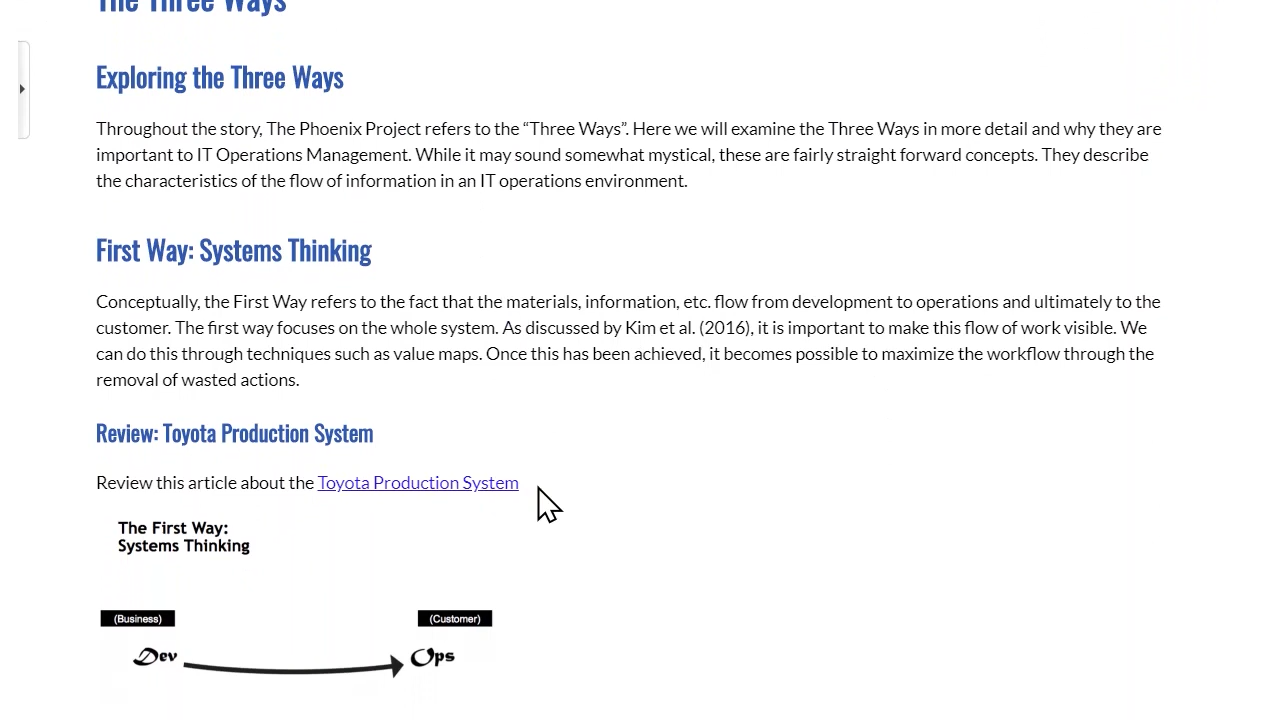 The Three Ways
Exploring the Three Ways
Throughout the story, The Phoenix Project refers to the “Three Ways”. Here we will examine the Three Ways in more detail and why they are
important to IT Operations Management. While it may sound somewhat mystical, these are fairly straight forward concepts. They describe
the characteristics of the flow of information in an IT operations environment.
First Way: Systems Thinking
Conceptually, the First Way refers to the fact that the materials, information, etc. flow from development to operations and ultimately to the
customer. The first way focuses on the whole system. As discussed by Kim et al. (2016), it is important to make this flow of work visible. We
can do this through techniques such as value maps. Once this has been achieved, it becomes possible to maximize the workflow through the
removal of wasted actions.
Review: Toyota Production System
Review this article about the Toyota Production System
The First Way:
Systems Thinking
(Business) (Customer)
Dev Ops